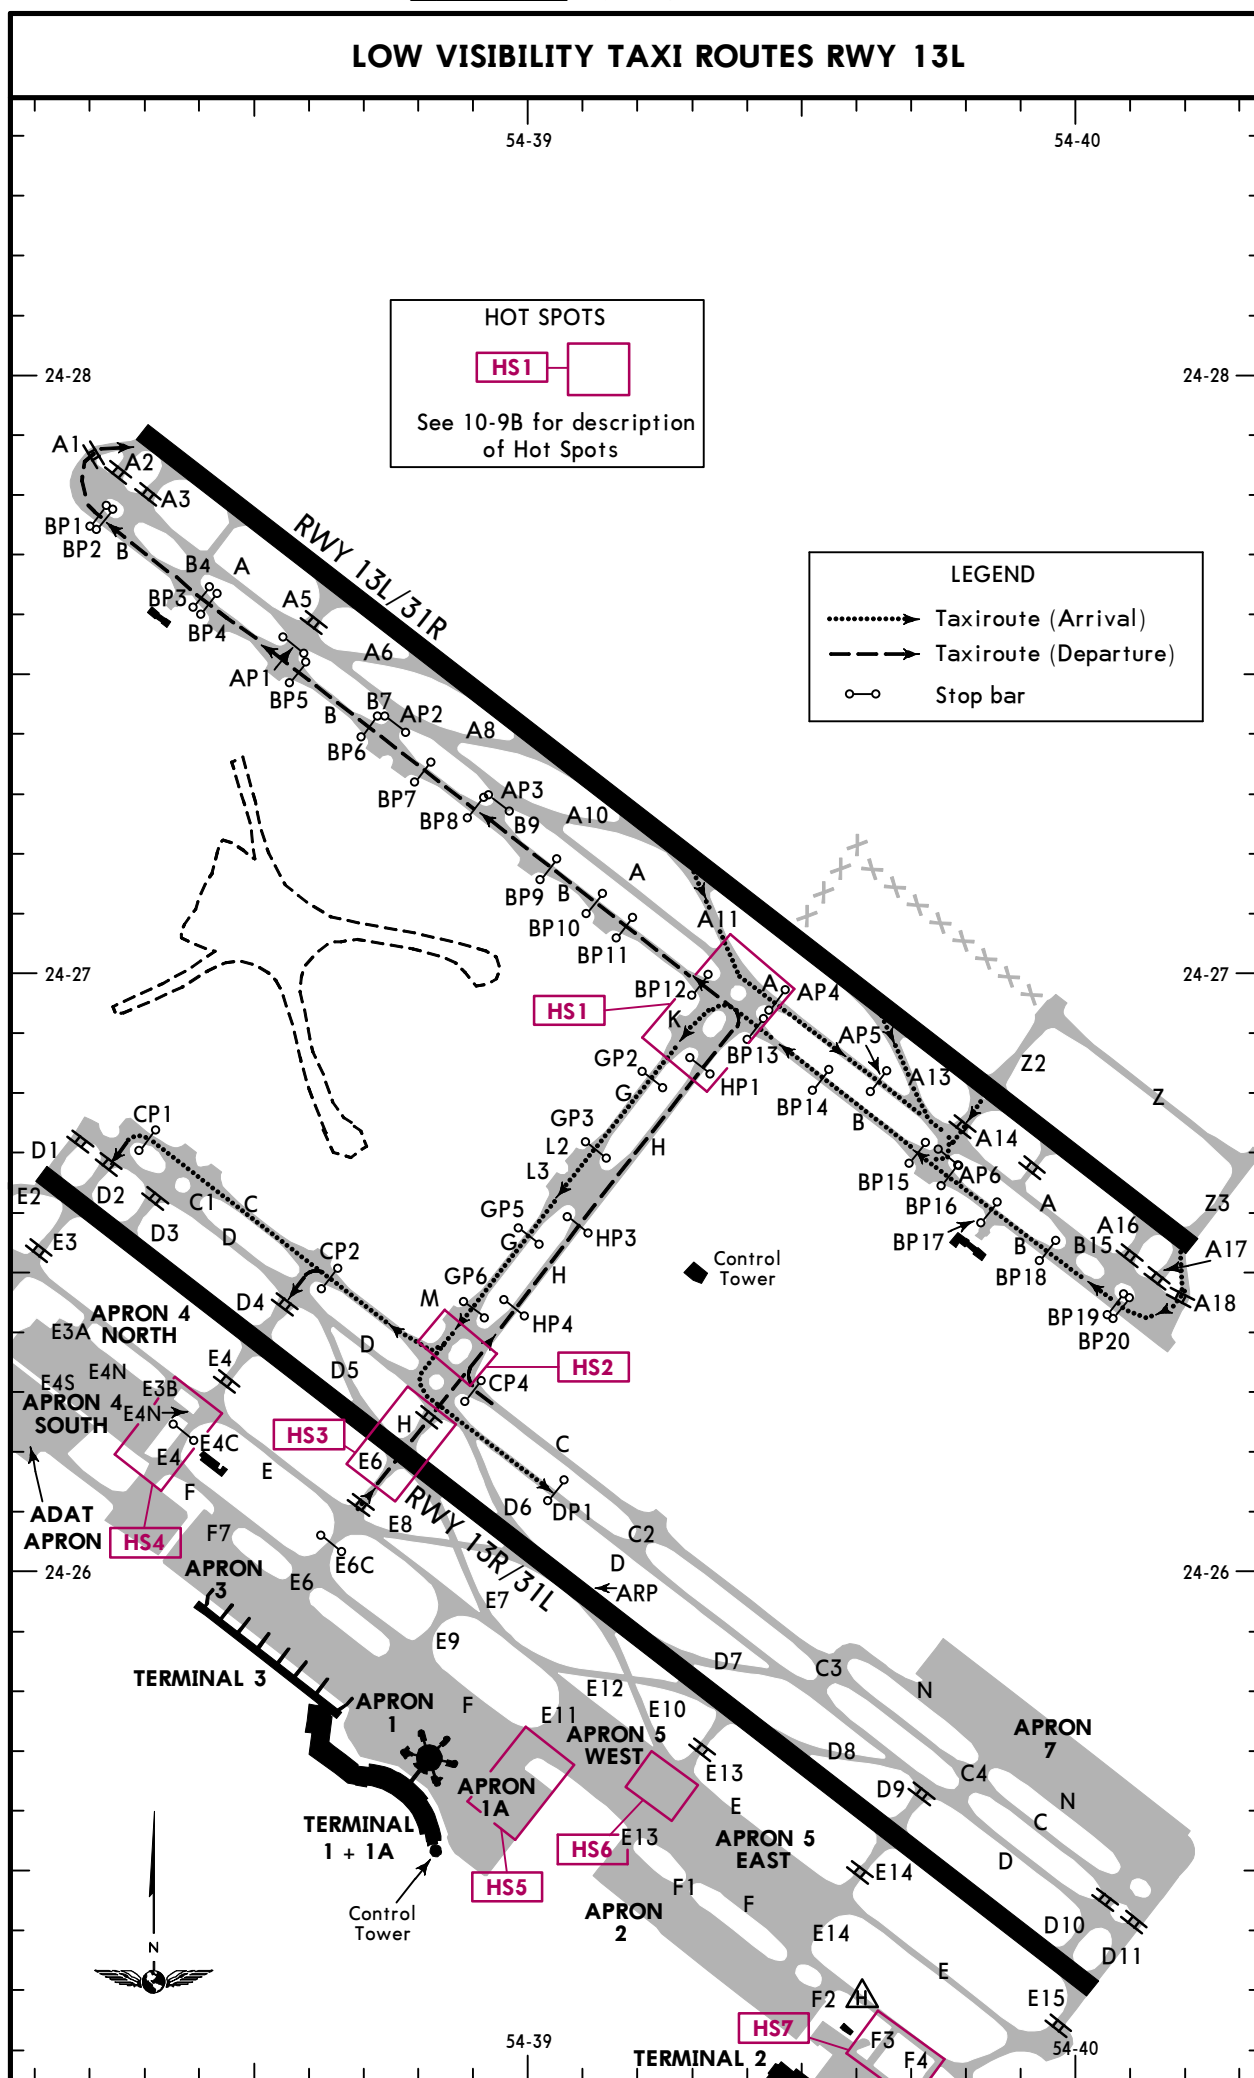 LOW VISIBILITY TAXI ROUTES RWY 13L
54-39
54-40
HOT SPOTS
HS1
See 10-9B for description
of Hot Spots
24-28
24-28
A1
A2
A3
BP1
BP2
B
B4
A
BP3
BP4
A5
RWY 13L/31R
LEGEND
Taxiroute (Arrival)
Taxiroute (Departure)
Stop bar
A6
AP1
BP5
B
B7
AP2
BP6
A8
BP7
AP3
BP8
B9
A10
A
BP9
B
BP10
BP11
A11
24-27
24-27
HS1
BP12
A
AP4
K
BP13
AP5
A13
Z2
Z
GP2
HP1
G
BP14
B
GP3
L2
L3
H
A14
BP15
AP6
BP16
A
Z3
BP17
B
A16
B15
A17
BP18
A18
BP19
BP20
CP1
D1
E2
D2
C1
C
D3
D
E3
GP5
G
HP3
H
Control
Tower
CP2
GP6
HP4
M
D4
APRON 4
NORTH
E3A
D
D5
HS2
CP4
E4N
E4S
E4
E3B
APRON 4
SOUTH
E4N
E4C
E4
HS3
H
E6
E
F
C
D6
DP1
ADAT
APRON
HS4
RWY 13R/31L
E8
F7
C2
D
24-26
24-26
APRON
3
E6
E6C
ARP
E7
E9
TERMINAL 3
D7
C3
N
APRON
1
F
E12
E11
E10
APRON 5
WEST
APRON
7
D8
C4
E13
D9
N
C
APRON
1A
E
TERMINAL
1 + 1A
HS6
E13
APRON 5
EAST
D
HS5
E14
F1
F
APRON
2
Control
Tower
E14
D10
D11
E
N
F2
H
E15
HS7
F3
F4
54-39
54-40
TERMINAL 2